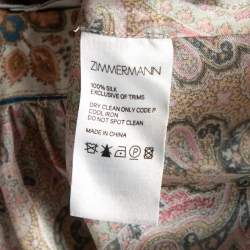 ZIMMERMANN
100% SILK
EXCLUSIVE OF TRIMS
DRY CLEAN ONLY CODE P
COOL IRON
DO NOT SPOT CLEAN
MADE IN CHINA